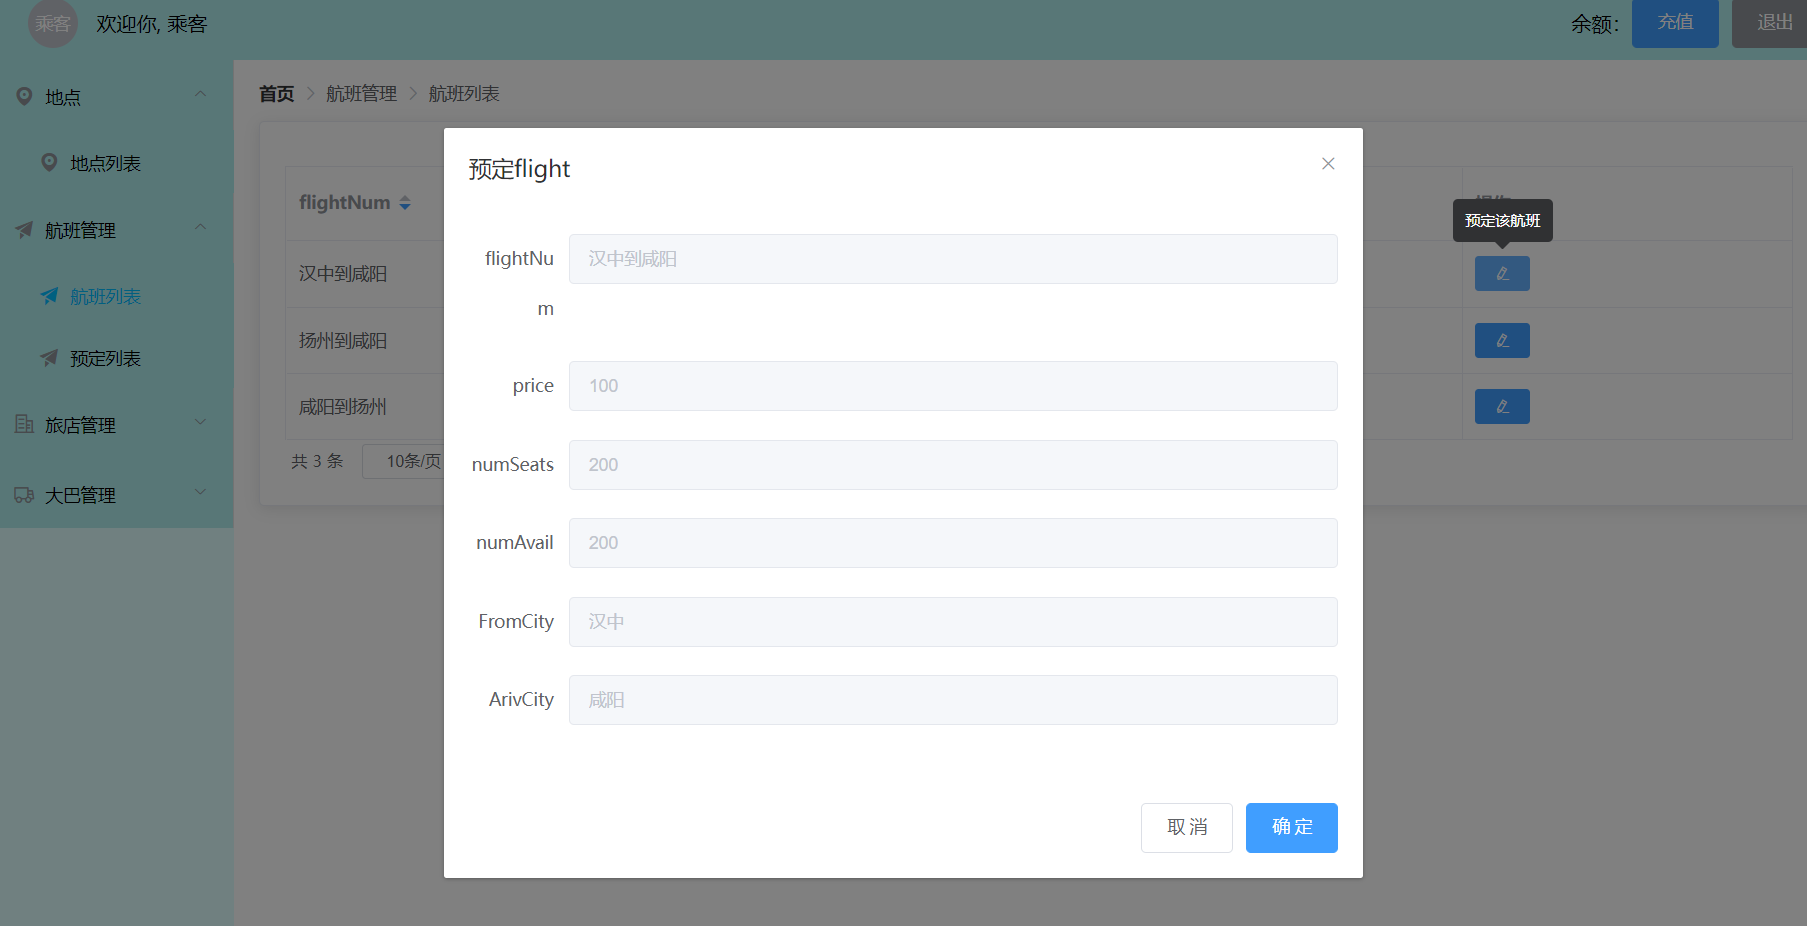 乘客
欢迎你, 乘客
余额:
充值
退出
地点
地点列表
航班管理
航班列表
预定列表
旅店管理
大巴管理
首页 > 航班管理 > 航班列表
flightNum
汉中到咸阳
扬州到咸阳
咸阳到扬州
共 3 条
10条/页
预定该航班
预定flight
flightNu
m
汉中到咸阳
price
100
numSeats
200
numAvail
200
FromCity
汉中
ArivCity
咸阳
取 消
确 定